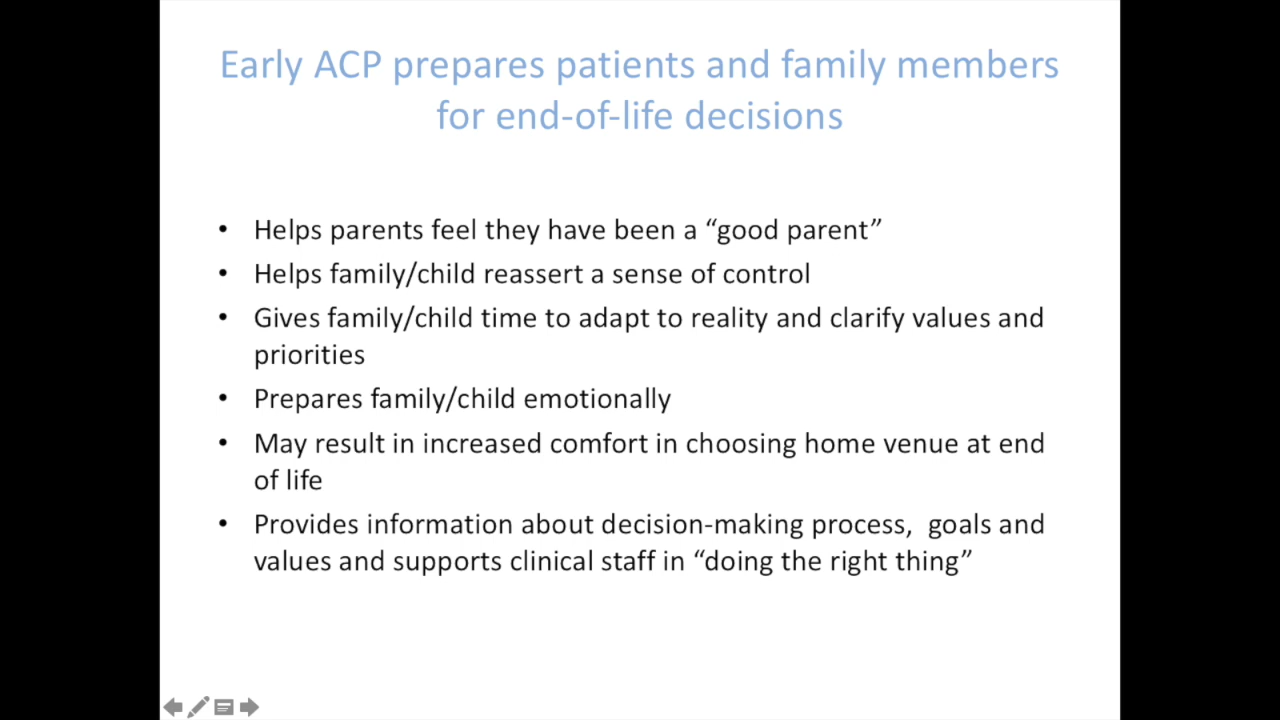 Early ACP prepares patients and family members
for end-of-life decisions
• Helps parents feel they have been a “good parent”
• Helps family/child reassert a sense of control
• Gives family/child time to adapt to reality and clarify values and
priorities
• Prepares family/child emotionally
• May result in increased comfort in choosing home venue at end
of life
• Provides information about decision-making process,  goals and
values and supports clinical staff in “doing the right thing”